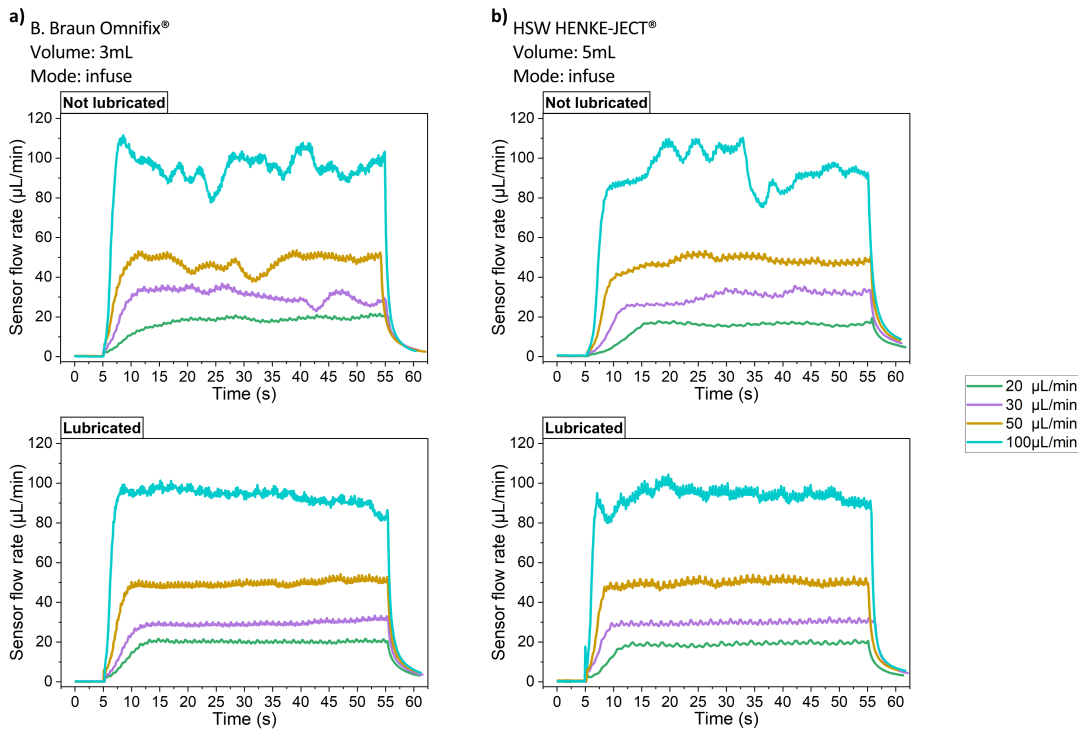 a)
B. Braun Omnifix®
Volume: 3mL
Mode: infuse
Not lubricated
Sensor flow rate (µL/min)
120
100
80
60
40
20
0
0 5 10 15 20 25 30 35 40 45 50 55 60
Time (s)
Lubricated
Sensor flow rate (µL/min)
120
100
80
60
40
20
0
0 5 10 15 20 25 30 35 40 45 50 55 60
Time (s)
b)
HSW HENKE-JECT®
Volume: 5mL
Mode: infuse
Not lubricated
Sensor flow rate (µL/min)
120
100
80
60
40
20
0
0 5 10 15 20 25 30 35 40 45 50 55 60
Time (s)
Lubricated
Sensor flow rate (µL/min)
120
100
80
60
40
20
0
0 5 10 15 20 25 30 35 40 45 50 55 60
Time (s)
20 µL/min
30 µL/min
50 µL/min
100µL/min